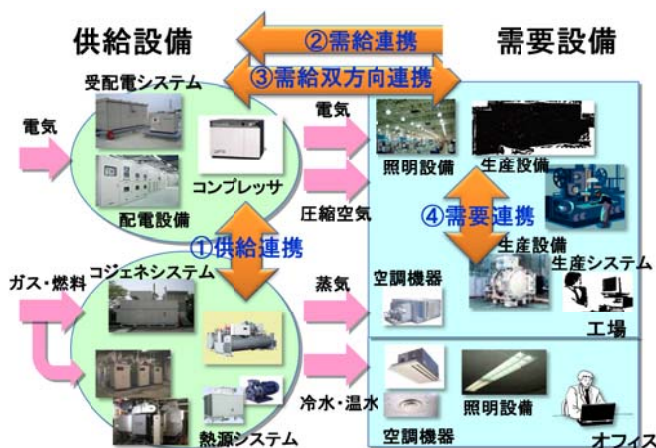 供給設備
②需給連携
需要設備
③需給双方向連携
受配電システム
電気
コンプレッサ
配電設備
電気
圧縮空気
照明設備
生産設備
①供給連携
④需要連携
生産設備
生産システム
ガス・燃料
コジェネシステム
蒸気
空調機器
工場
冷水・温水
熱源システム
照明設備
空調機器
オフィス